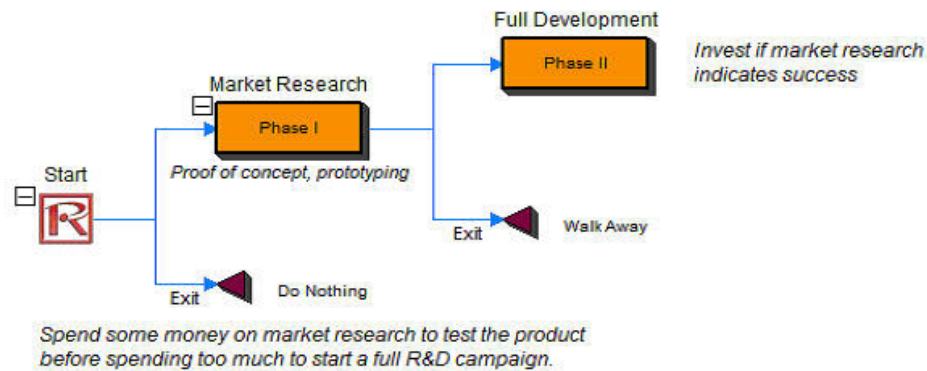 Full Development
Phase II
Invest if market research
indicates success
Market Research
Phase I
Proof of concept, prototyping
Start
R
Exit
Walk Away
Exit
Do Nothing
Spend some money on market research to test the product
before spending too much to start a full R&D campaign.